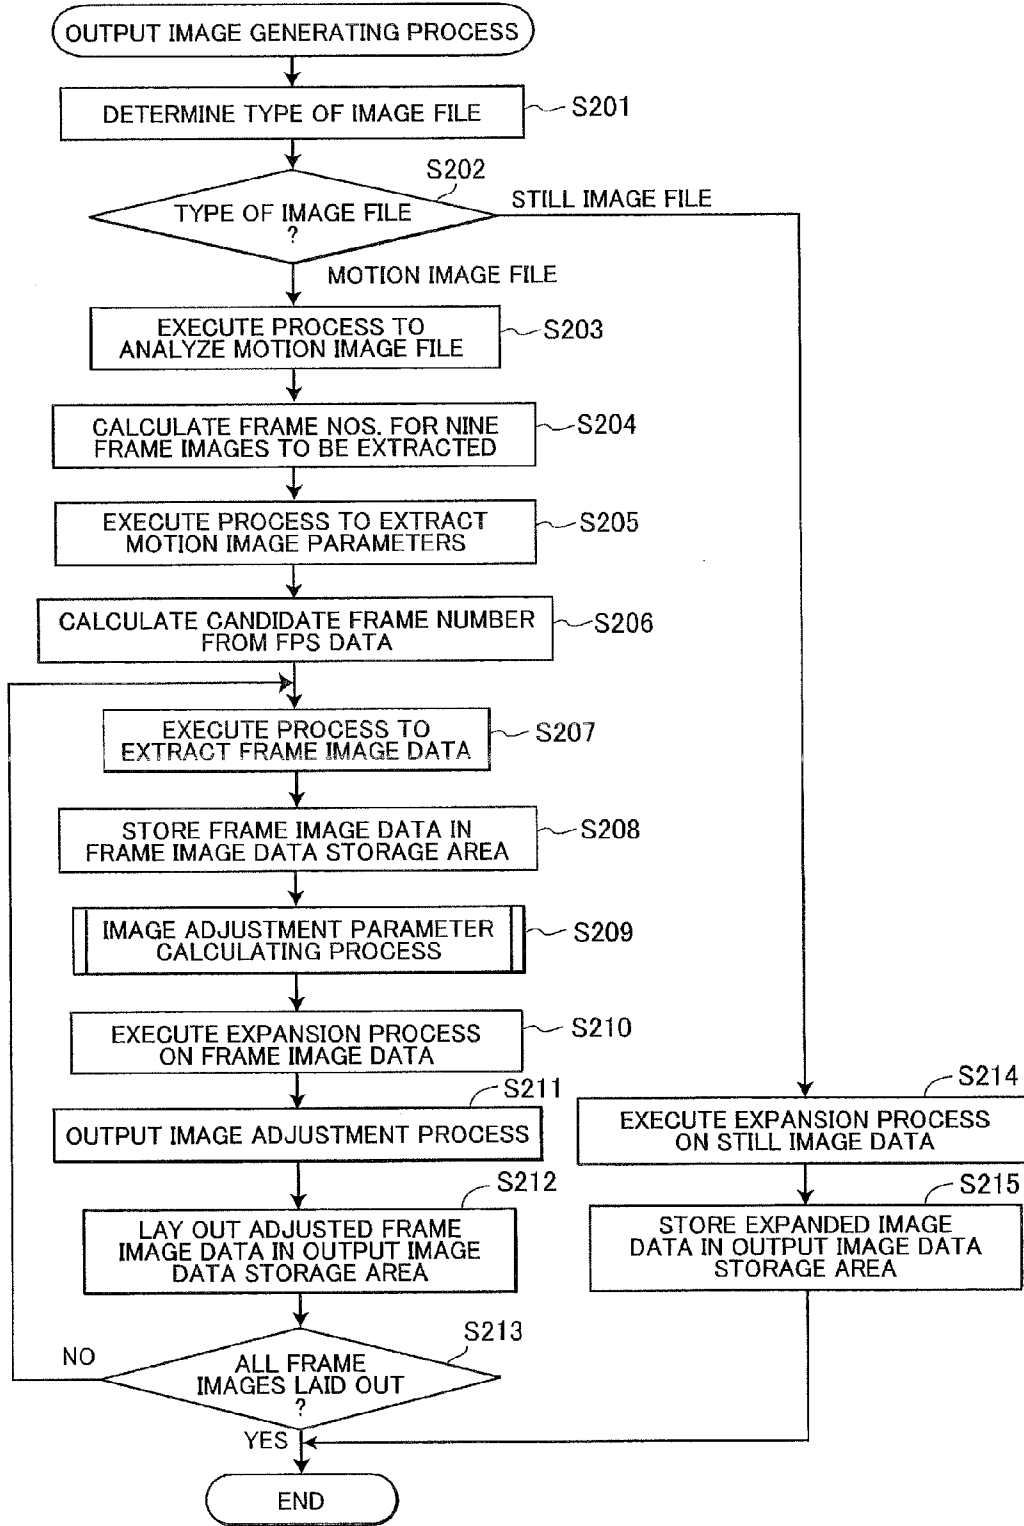 OUTPUT IMAGE GENERATING PROCESS
DETERMINE TYPE OF IMAGE FILE
S201
S202
TYPE OF IMAGE FILE
?
STILL IMAGE FILE
MOTION IMAGE FILE
EXECUTE PROCESS TO
ANALYZE MOTION IMAGE FILE
S203
CALCULATE FRAME NOS. FOR NINE
FRAME IMAGES TO BE EXTRACTED
S204
EXECUTE PROCESS TO EXTRACT
MOTION IMAGE PARAMETERS
S205
CALCULATE CANDIDATE FRAME NUMBER
FROM FPS DATA
S206
EXECUTE PROCESS TO
EXTRACT FRAME IMAGE DATA
S207
STORE FRAME IMAGE DATA IN
FRAME IMAGE DATA STORAGE AREA
S208
IMAGE ADJUSTMENT PARAMETER
CALCULATING PROCESS
S209
EXECUTE EXPANSION PROCESS
ON FRAME IMAGE DATA
S210
S211
OUTPUT IMAGE ADJUSTMENT PROCESS
S212
LAY OUT ADJUSTED FRAME
IMAGE DATA IN OUTPUT IMAGE
DATA STORAGE AREA
S213
ALL FRAME
IMAGES LAID OUT
?
NO
YES
S214
EXECUTE EXPANSION PROCESS
ON STILL IMAGE DATA
S215
STORE EXPANDED IMAGE
DATA IN OUTPUT IMAGE DATA
STORAGE AREA
END